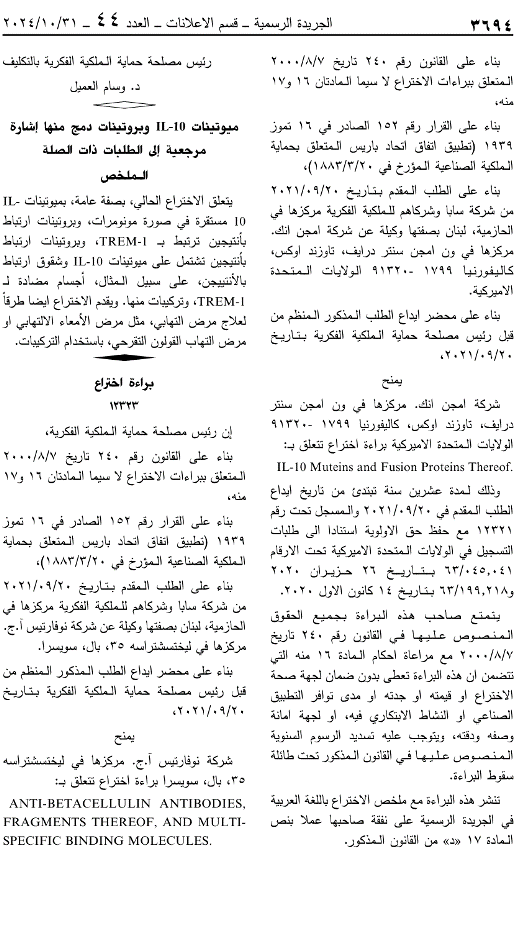 ٣٦٩٤ الجريدة الرسمية – قسم الاعلانات – العدد ٤٤ – ٢٠٢٤/١٠/٣١
بناء على القانون رقم ٢٤٠ تاريخ ٢٠٠٠/٨/٧
المتعلق ببراءات الاختراع لا سيما المادتان ١٦ و١٧
منه،
بناء على القرار رقم ١٥٢ الصادر في ١٦ تموز
١٩٣٩ (تطبيق اتفاق اتحاد باريس المتعلق بحماية
الملكية الصناعية المؤرخ في ١٨٨٣/٣/٢٠)،
بناء على الطلب المقدم بتاريخ ٢٠٢١/٠٩/٢٠
من شركة سابا وشركاهم للملكية الفكرية مركزها في
الحازمية، لبنان بصفتها وكيلة عن شركة امجن انك.
مركزها في ون امجن سنتر درايف، تاوزند اوكس،
كاليفورنيا ١٧٩٩ -٩١٣٢٠ الولايات المتحدة
الاميركية.
بناء على محضر ايداع الطلب المذكور المنظم من
قبل رئيس مصلحة حماية الملكية الفكرية بتاريخ
٢٠٢١/٠٩/٢٠،
يمنح
شركة امجن انك. مركزها في ون امجن سنتر
درايف، تاوزند اوكس، كاليفورنيا ١٧٩٩ -٩١٣٢٠
الولايات المتحدة الاميركية براءة اختراع تتعلق بـ:
IL-10 Muteins and Fusion Proteins Thereof.
وذلك لمدة عشرين سنة تبتدئ من تاريخ ايداع
الطلب المقدم في ٢٠٢١/٠٩/٢٠ والمسجل تحت رقم
١٢٣٢١ مع حفظ حق الاولوية استنادا الى طلبات
التسجيل في الولايات المتحدة الاميركية تحت الارقام
٦٣/٠٤٥,٠٤١ بتاريخ ٢٦ حزيران ٢٠٢٠
و٦٣/١٩٩,٢١٨ بتاريخ ١٤ كانون الاول ٢٠٢٠.
يتمتع صاحب هذه البراءة بجميع الحقوق
المنصوص عليها في القانون رقم ٢٤٠ تاريخ
٢٠٠٠/٨/٧ مع مراعاة احكام المادة ١٦ منه التي
تتضمن ان هذه البراءة تعطى بدون ضمان لجهة صحة
الاختراع او قيمته او جدته او مدى توافر التطبيق
الصناعي او النشاط الابتكاري فيه، او لجهة امانة
وصفه ودقته، ويتوجب عليه تسديد الرسوم السنوية
المنصوص عليها في القانون المذكور تحت طائلة
سقوط البراءة.
تنشر هذه البراءة مع ملخص الاختراع باللغة العربية
في الجريدة الرسمية على نفقة صاحبها عملا بنص
المادة ١٧ «د» من القانون المذكور.
رئيس مصلحة حماية الملكية الفكرية بالتكليف
د. وسام العميل
ميوتينات IL-10 وبروتينات دمج منها إشارة
مرجعية إلى الطلبات ذات الصلة
الملخص
يتعلق الاختراع الحالي، بصفة عامة، بميوتينات IL-
10 مستقرة في صورة مونومرات، وبروتينات ارتباط
بأنتيجين ترتبط بـ TREM-1، وبروتينات ارتباط
بأنتيجين تشتمل على ميوتينات IL-10 وشقوق ارتباط
بالأنتييجن، على سبيل المثال، أجسام مضادة لـ
TREM-1، وتركيبات منها. ويقدم الاختراع ايضا طرقاً
لعلاج مرض التهابي، مثل مرض الأمعاء الالتهابي او
مرض التهاب القولون التقرحي، باستخدام التركيبات.
براءة اختراع
١٢٣٢٣
إن رئيس مصلحة حماية الملكية الفكرية،
بناء على القانون رقم ٢٤٠ تاريخ ٢٠٠٠/٨/٧
المتعلق ببراءات الاختراع لا سيما المادتان ١٦ و١٧
منه،
بناء على القرار رقم ١٥٢ الصادر في ١٦ تموز
١٩٣٩ (تطبيق اتفاق اتحاد باريس المتعلق بحماية
الملكية الصناعية المؤرخ في ١٨٨٣/٣/٢٠)،
بناء على الطلب المقدم بتاريخ ٢٠٢١/٠٩/٢٠
من شركة سابا وشركاهم للملكية الفكرية مركزها في
الحازمية، لبنان بصفتها وكيلة عن شركة نوفارتيس آ.ج.
مركزها في ليختسشتراسه ٣٥، بال، سويسرا.
بناء على محضر ايداع الطلب المذكور المنظم من
قبل رئيس مصلحة حماية الملكية الفكرية بتاريخ
٢٠٢١/٠٩/٢٠،
يمنح
شركة نوفارتيس آ.ج. مركزها في ليختسشتراسه
٣٥، بال، سويسرا براءة اختراع تتعلق بـ:
ANTI-BETACELLULIN ANTIBODIES,
FRAGMENTS THEREOF, AND MULTI-
SPECIFIC BINDING MOLECULES.